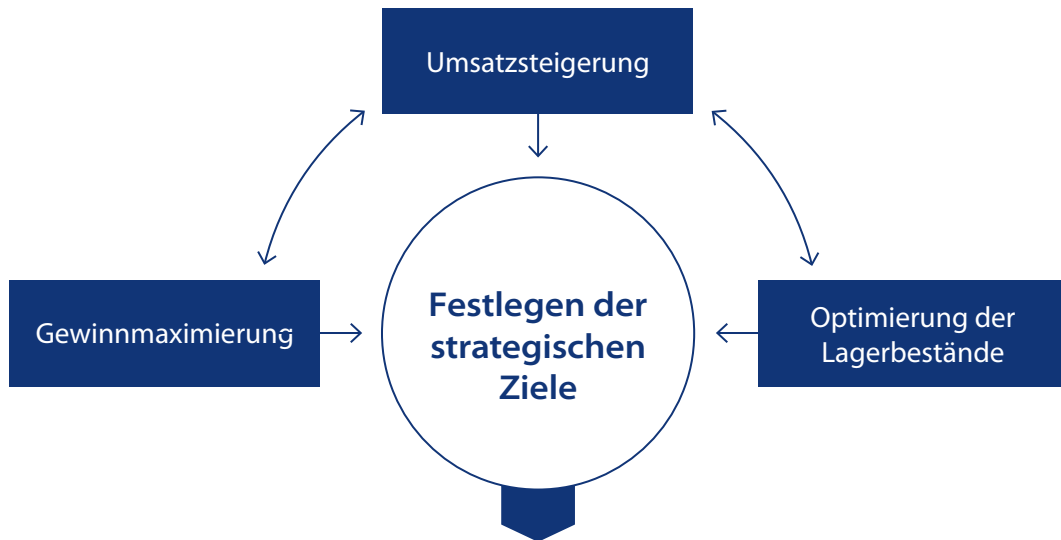 Umsatzsteigerung
Gewinnmaximierung
Festlegen der
strategischen
Ziele
Optimierung der
Lagerbestände